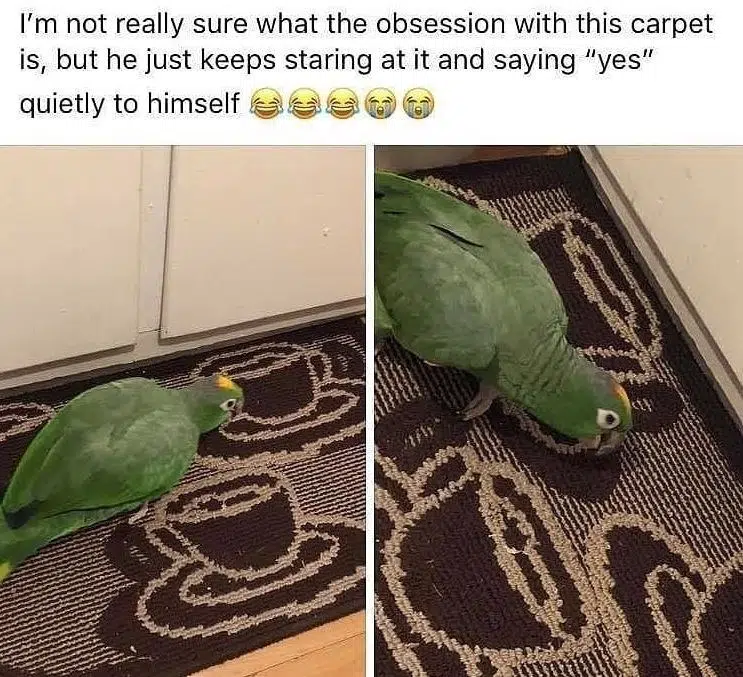 I’m not really sure what the obsession with this carpet
is, but he just keeps staring at it and saying “yes”
quietly to himself 😂😂😂😭😭